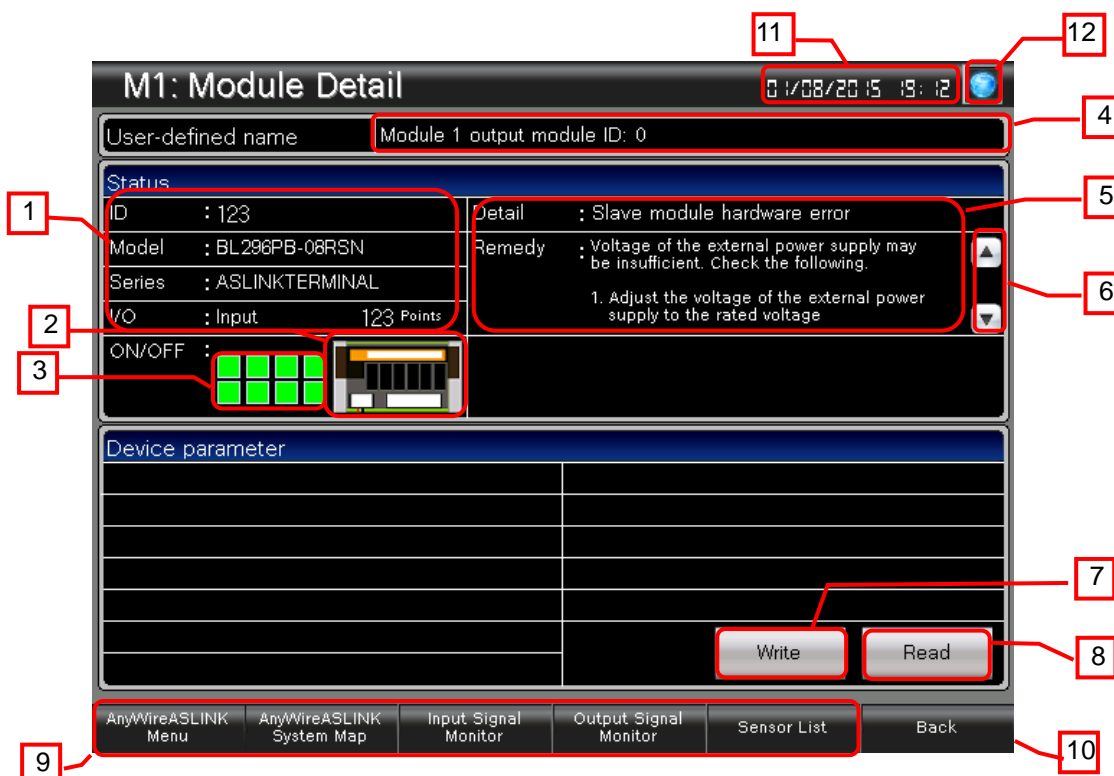 11
12
M1: Module Detail
01/08/2015 19:12
4
User-defined name
Module 1 output module ID: 0
Status
5
1
ID : 123
Detail : Slave module hardware error
Model : BL296PB-08RSN
Remedy : Voltage of the external power supply may
be insufficient. Check the following.
Series : ASLINKTERMINAL
1. Adjust the voltage of the external power
supply to the rated voltage
6
2
I/O : Input 123 Points
ON/OFF :
3
Device parameter
7
Write
Read
8
AnyWireASLINK
Menu
AnyWireASLINK
System Map
Input Signal
Monitor
Output Signal
Monitor
Sensor List
Back
9
10